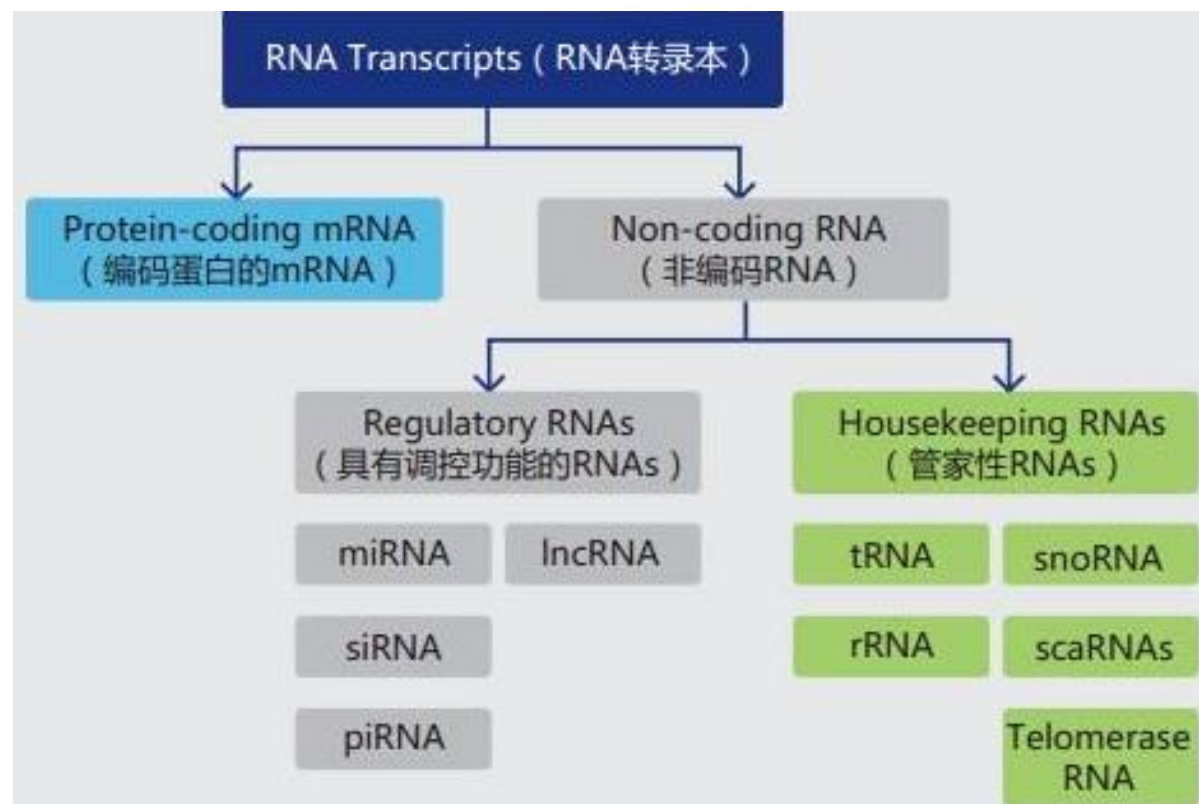 RNA Transcripts（RNA转录本）
Protein-coding mRNA
（编码蛋白的mRNA）
Non-coding RNA
（非编码RNA）
Regulatory RNAs
（具有调控功能的RNAs）
Housekeeping RNAs
（管家性RNAs）
miRNA
lncRNA
tRNA
snoRNA
siRNA
rRNA
scaRNAs
piRNA
Telomerase
RNA